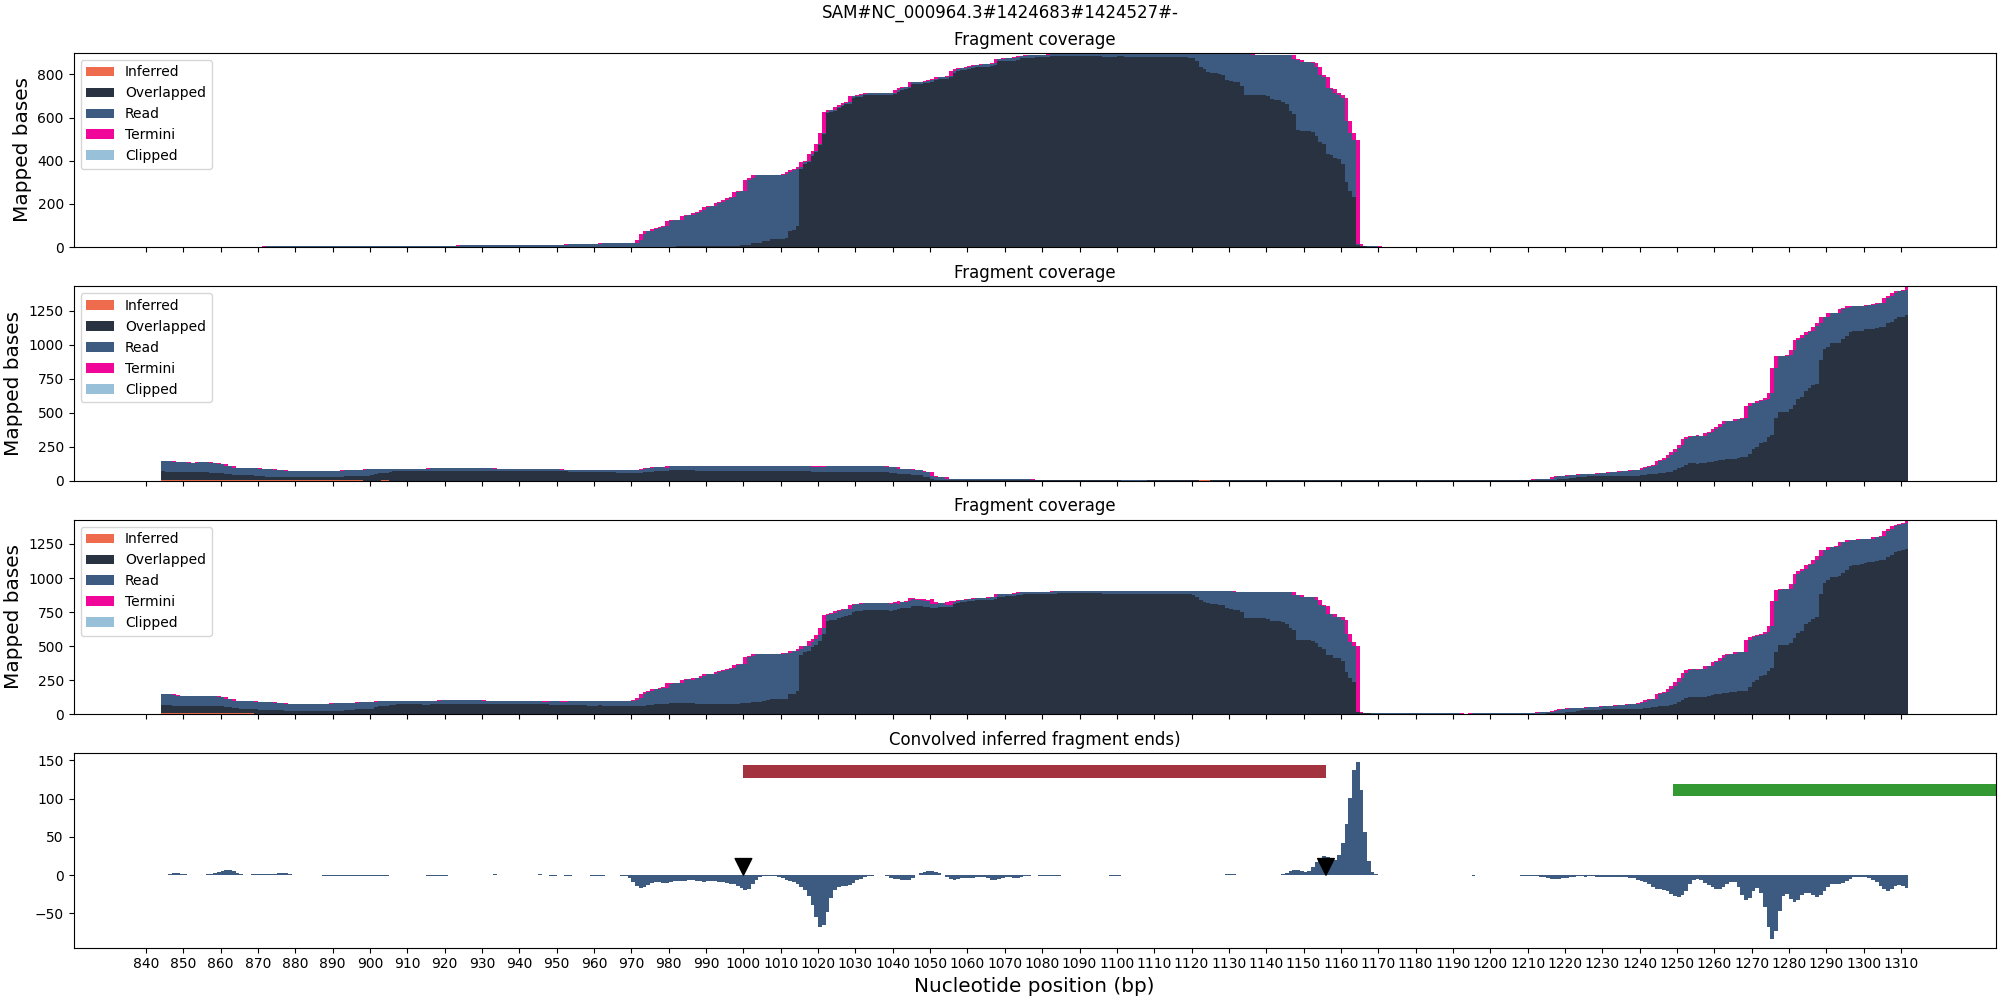 SAM#NC_000964.3#1424683#1424527#-
Fragment coverage
Mapped bases
800
600
400
200
0
Inferred
Overlapped
Read
Termini
Clipped
Fragment coverage
Mapped bases
1250
1000
750
500
250
0
Inferred
Overlapped
Read
Termini
Clipped
Fragment coverage
Mapped bases
1250
1000
750
500
250
0
Inferred
Overlapped
Read
Termini
Clipped
Convolved inferred fragment ends)
150
100
50
0
−50
840 850 860 870 880 890 900 910 920 930 940 950 960 970 980 990 1000 1010 1020 1030 1040 1050 1060 1070 1080 1090 1100 1110 1120 1130 1140 1150 1160 1170 1180 1190 1200 1210 1220 1230 1240 1250 1260 1270 1280 1290 1300 1310
Nucleotide position (bp)